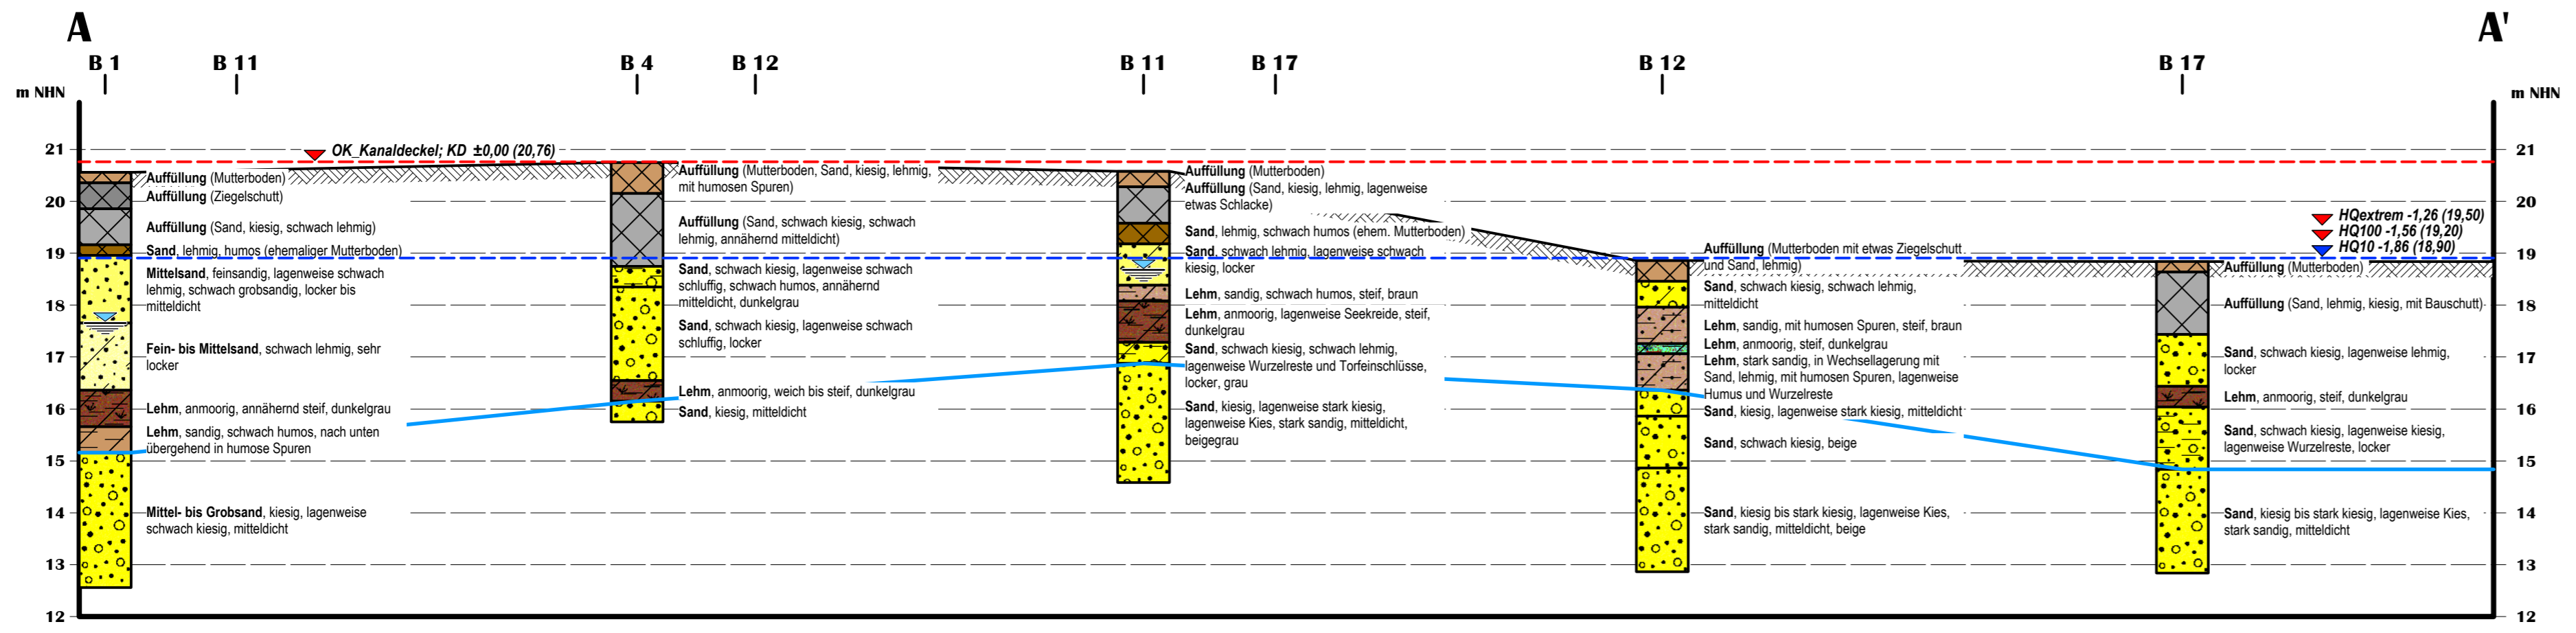 A
A'
B 1
B 11
B 4
B 12
B 11
B 17
B 12
B 17
m NHN
m NHN
21
20
19
18
17
16
15
14
13
12
OK_Kanaldeckel; KD ±0,00 (20,76)
Auffüllung (Mutterboden)
Auffüllung (Ziegelschutt)
Auffüllung (Sand, kiesig, schwach lehmig)
Sand, lehmig, humos (ehemaliger Mutterboden)
Mittelsand, feinsandig, lagenweise schwach
lehmig, schwach grobsandig, locker bis
mitteldicht
Fein- bis Mittelsand, schwach lehmig, sehr
locker
Lehm, anmoorig, annähernd steif, dunkelgrau
Lehm, sandig, schwach humos, nach unten
übergehend in humose Spuren
Mittel- bis Grobsand, kiesig, lagenweise
schwach kiesig, mitteldicht
Auffüllung (Mutterboden, Sand, kiesig, lehmig,
mit humosen Spuren)
Auffüllung (Sand, schwach kiesig, schwach
lehmig, annähernd mitteldicht)
Sand, schwach kiesig, lagenweise schwach
schluffig, schwach humos, annähernd
mitteldicht, dunkelgrau
Sand, schwach kiesig, lagenweise schwach
schluffig, locker
Lehm, anmoorig, weich bis steif, dunkelgrau
Sand, kiesig, mitteldicht
Auffüllung (Mutterboden)
Auffüllung (Sand, kiesig, lehmig, lagenweise
etwas Schlacke)
Sand, lehmig, schwach humos (ehem. Mutterboden)
Sand, schwach lehmig, lagenweise schwach
kiesig, locker
Lehm, sandig, schwach humos, steif, braun
Lehm, anmoorig, lagenweise Seekreide, steif,
dunkelgrau
Sand, schwach kiesig, schwach lehmig,
lagenweise Wurzelreste und Torfeinschlüsse,
locker, grau
Sand, kiesig, lagenweise stark kiesig,
lagenweise Kies, stark sandig, mitteldicht,
beigegrau
Auffüllung (Mutterboden mit etwas Ziegelschutt
und Sand, lehmig)
Sand, schwach kiesig, schwach lehmig,
mitteldicht
Lehm, sandig, mit humosen Spuren, steif, braun
Lehm, anmoorig, steif, dunkelgrau
Lehm, stark sandig, in Wechsellagerung mit
Sand, lehmig, mit humosen Spuren, lagenweise
Humus und Wurzelreste
Sand, kiesig, lagenweise stark kiesig, mitteldicht
Sand, schwach kiesig, beige
Sand, kiesig bis stark kiesig, lagenweise Kies,
stark sandig, mitteldicht, beige
HQextrem -1,26 (19,50)
HQ100 -1,56 (19,20)
HQ10 -1,86 (18,90)
Auffüllung (Mutterboden)
Auffüllung (Sand, lehmig, kiesig, mit Bauschutt)
Sand, schwach kiesig, lagenweise lehmig,
locker
Lehm, anmoorig, steif, dunkelgrau
Sand, schwach kiesig, lagenweise kiesig,
lagenweise Wurzelreste, locker
Sand, kiesig bis stark kiesig, lagenweise Kies,
stark sandig, mitteldicht
21
20
19
18
17
16
15
14
13
12